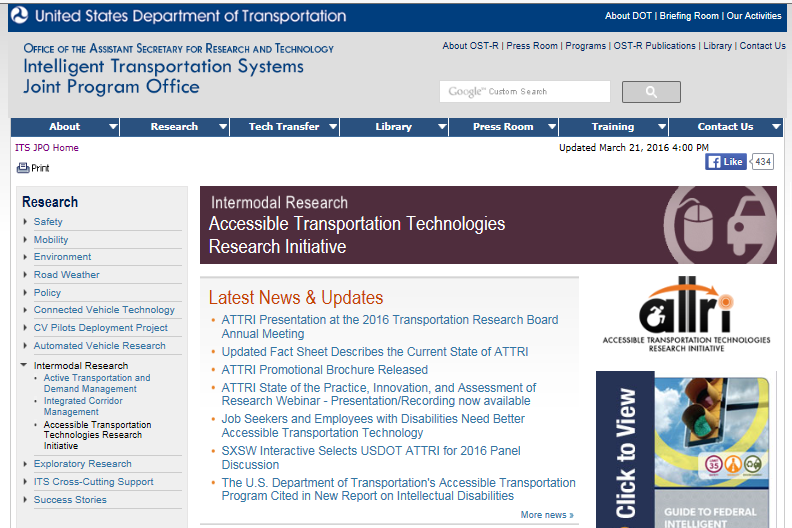 United States Department of Transportation
About DOT | Briefing Room | Our Activities
OFFICE OF THE ASSISTANT SECRETARY FOR RESEARCH AND TECHNOLOGY
Intelligent Transportation Systems
Joint Program Office
About OST-R | Press Room | Programs | OST-R Publications | Library | Contact Us
Google™ Custom Search
About
Research
Tech Transfer
Library
Press Room
Training
Contact Us
ITS JPO Home
Updated March 21, 2016 4:00 PM
Print
Like
434
Research
Safety
Mobility
Environment
Road Weather
Policy
Connected Vehicle Technology
CV Pilots Deployment Project
Automated Vehicle Research
Intermodal Research
Active Transportation and
Demand Management
Integrated Corridor
Management
Accessible Transportation
Technologies Research
Initiative
Exploratory Research
ITS Cross-Cutting Support
Success Stories
Intermodal Research
Accessible Transportation Technologies
Research Initiative
Latest News & Updates
• ATTRI Presentation at the 2016 Transportation Research Board
Annual Meeting
• Updated Fact Sheet Describes the Current State of ATTRI
• ATTRI Promotional Brochure Released
• ATTRI State of the Practice, Innovation, and Assessment of
Research Webinar - Presentation/Recording now available
• Job Seekers and Employees with Disabilities Need Better
Accessible Transportation Technology
• SXSW Interactive Selects USDOT ATTRI for 2016 Panel
Discussion
• The U.S. Department of Transportation's Accessible Transportation
Program Cited in New Report on Intellectual Disabilities
More news »
attri
ACCESSIBLE TRANSPORTATION TECHNOLOGIES
RESEARCH INITIATIVE
Click to View
35
GUIDE TO FEDERAL
INTELLIGENT